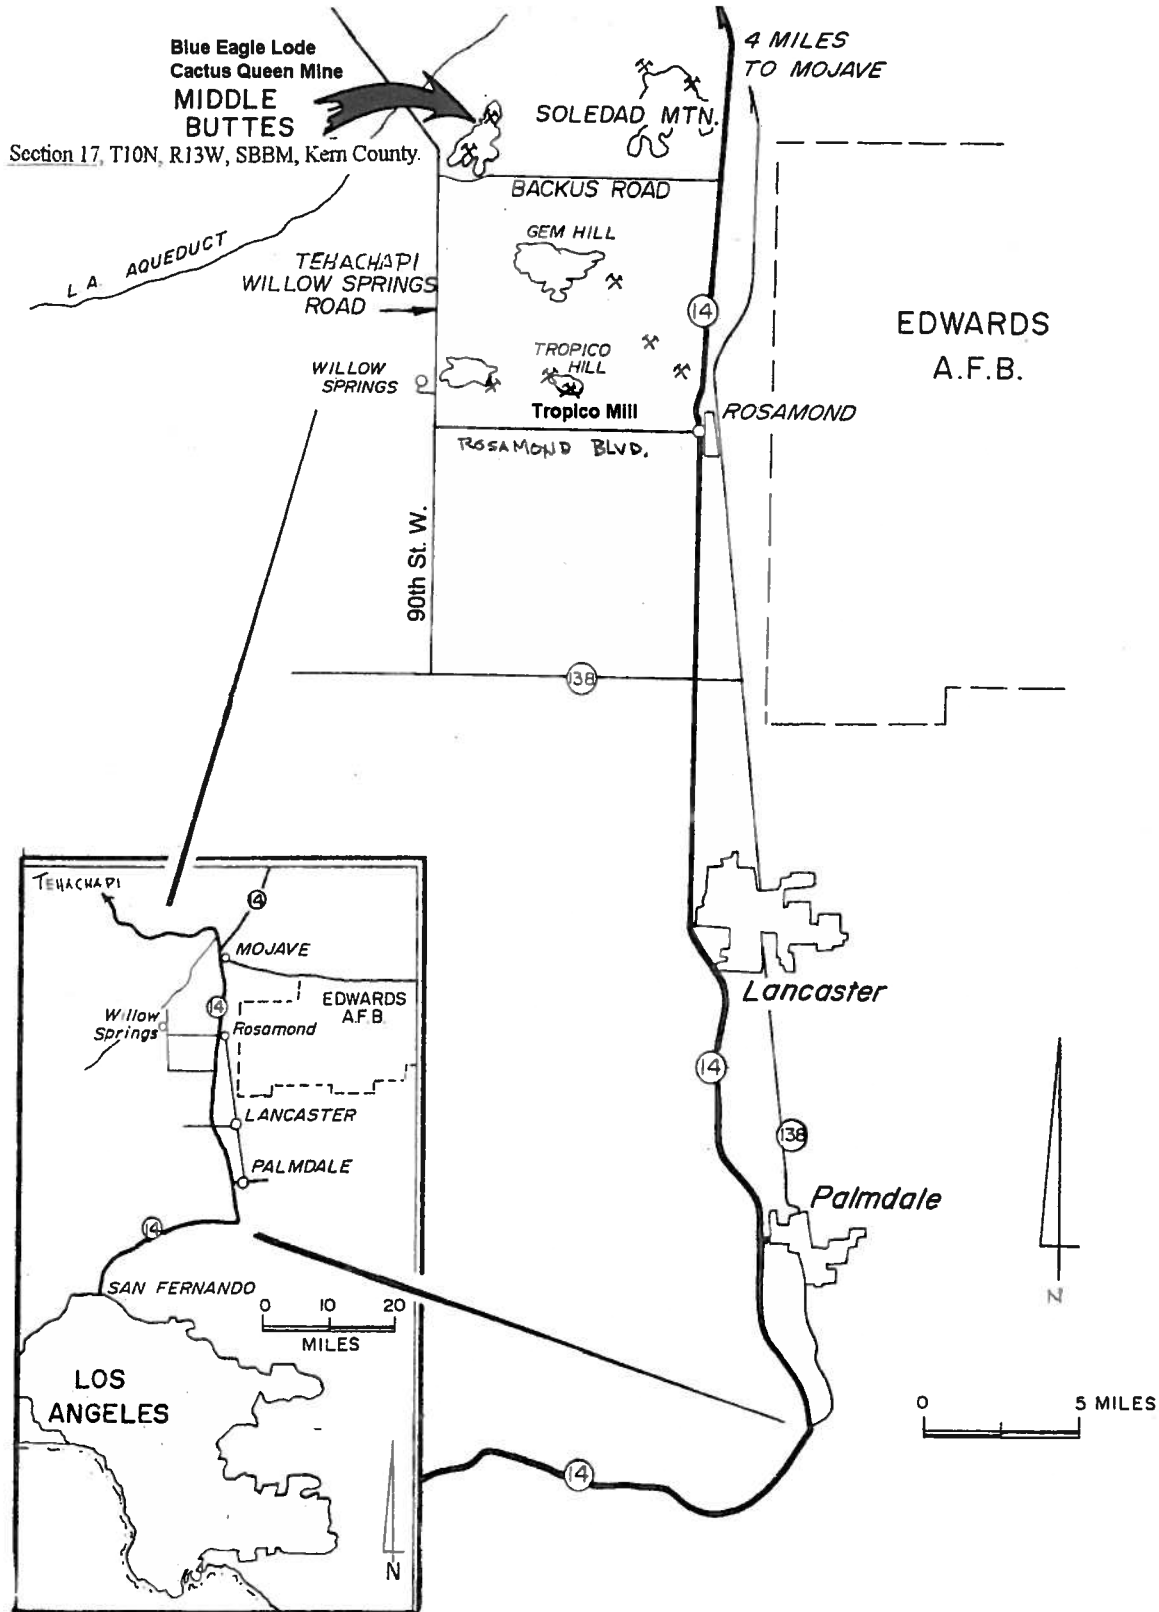 Blue Eagle Lode
Cactus Queen Mine
MIDDLE
BUTTES
Section 17, T10N, R13W, SBBM, Kern County.
4 MILES
TO MOJAVE
SOLEDAD MTN.
BACKUS ROAD
L.A. AQUEDUCT
GEM HILL
TEHACHAPI
WILLOW SPRINGS
ROAD
14
EDWARDS
A.F.B.
WILLOW
SPRINGS
TROPICO
HILL
Tropico Mill
ROSAMOND
ROSAMOND BLVD.
90th St. W.
138
Lancaster
14
138
Palmdale
N
0 5 MILES
14
TEHACHAPI
14
MOJAVE
14
EDWARDS
A.F.B.
Willow
Springs
Rosamond
LANCASTER
PALMDALE
14
SAN FERNANDO
0 10 20
MILES
LOS
ANGELES
N